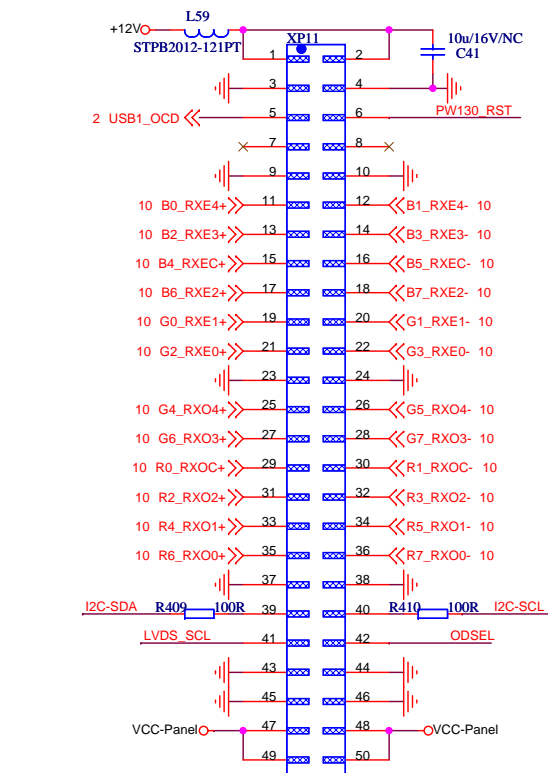 L59
+12V
STPB2012-121PT
XP11
10u/16V/NC
C41
1 2
3 4
2 USB1_OCD 5 6 PW130_RST
7 8
9 10
10 B0_RXE4+ 11 12 B1_RXE4- 10
10 B2_RXE3+ 13 14 B3_RXE3- 10
10 B4_RXEC+ 15 16 B5_RXEC- 10
10 B6_RXE2+ 17 18 B7_RXE2- 10
10 G0_RXE1+ 19 20 G1_RXE1- 10
10 G2_RXE0+ 21 22 G3_RXE0- 10
23 24
10 G4_RXO4+ 25 26 G5_RXO4- 10
10 G6_RXO3+ 27 28 G7_RXO3- 10
10 R0_RXOC+ 29 30 R1_RXOC- 10
10 R2_RXO2+ 31 32 R3_RXO2- 10
10 R4_RXO1+ 33 34 R5_RXO1- 10
10 R6_RXO0+ 35 36 R7_RXO0- 10
37 38
I2C-SDA R409 100R 39 40 R410 100R I2C-SCL
LVDS_SCL 41 42 ODSEL
43 44
45 46
VCC-Panel 47 48 VCC-Panel
49 50